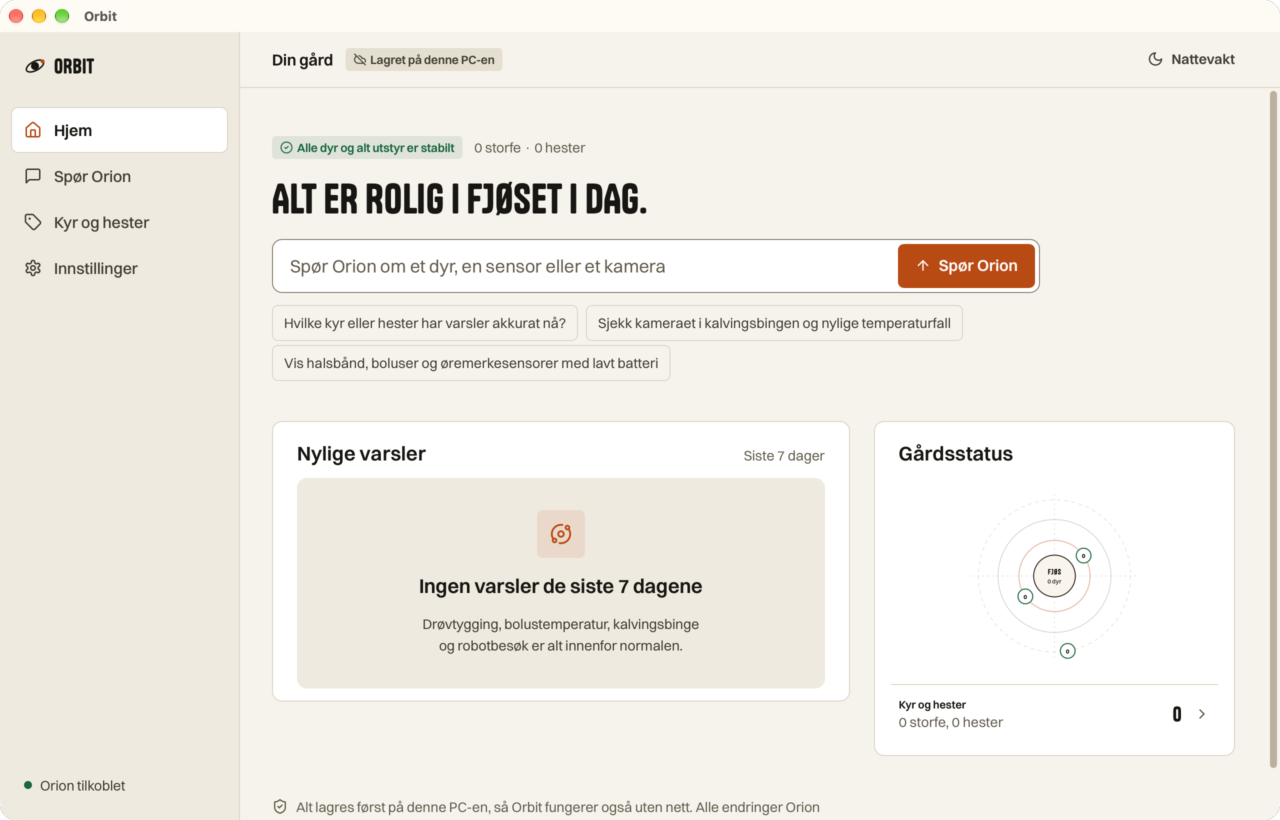 Orbit
ORBIT
Hjem
Spør Orion
Kyr og hester
Innstillinger
Orion tilkoblet
Din gård
Lagret på denne PC-en
Nattevakt
Alle dyr og alt utstyr er stabilt
0 storfe · 0 hester
ALT ER ROLIG I FJØSET I DAG.
Spør Orion om et dyr, en sensor eller et kamera
Spør Orion
Hvilke kyr eller hester har varsler akkurat nå?
Sjekk kameraet i kalvingsbingen og nylige temperaturfall
Vis halsbånd, boluser og øremerkesensorer med lavt batteri
Nylige varsler
Siste 7 dager
Ingen varsler de siste 7 dagene
Drøvtygging, bolustemperatur, kalvingsbinge
og robotbesøk er alt innenfor normalen.
Gårdsstatus
0
FJØS
0 dyr
0
0
Kyr og hester
0 storfe, 0 hester
0
Alt lagres først på denne PC-en, så Orbit fungerer også uten nett. Alle endringer Orion